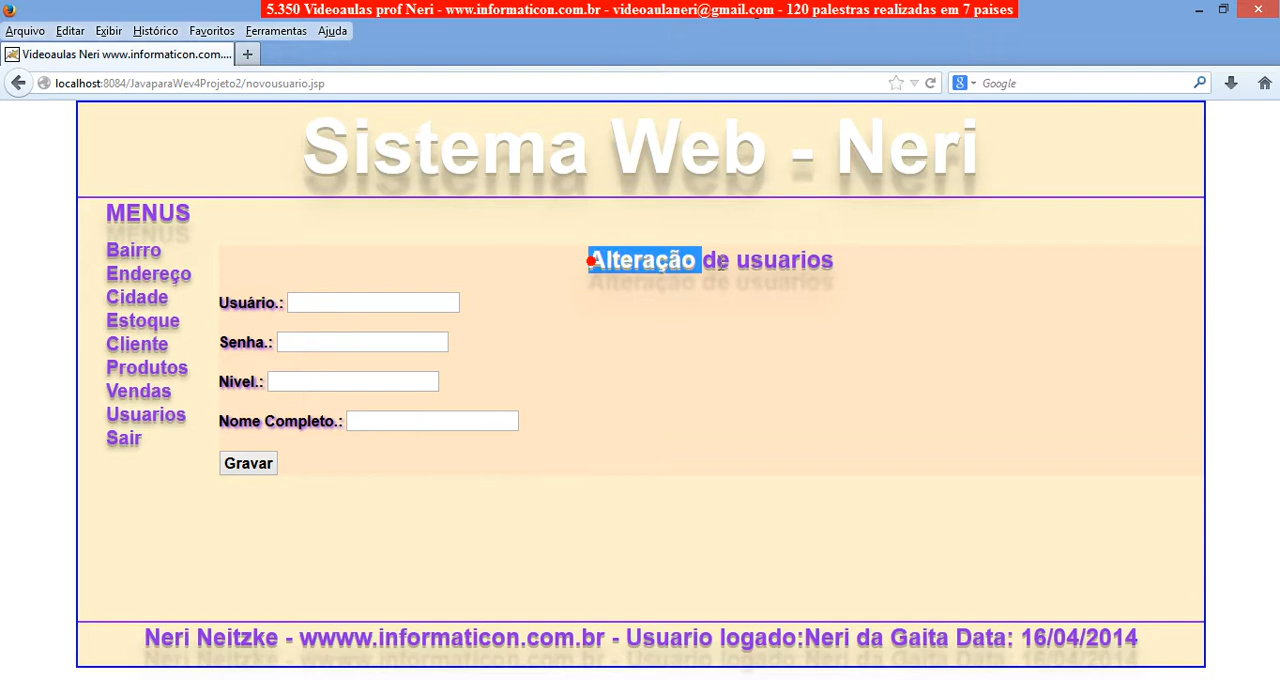 5.350 Videoaulas prof Neri - www.informaticon.com.br - videoaulaneri@gmail.com - 120 palestras realizadas em 7 paises
Arquivo Editar Exibir Histórico Favoritos Ferramentas Ajuda
Videoaulas Neri www.informaticon.com....
localhost:8084/JavaparaWev4Projeto2/novousuario.jsp
Google
Sistema Web - Neri
MENUS
Bairro
Endereço
Cidade
Estoque
Cliente
Produtos
Vendas
Usuarios
Sair
Alteração de usuarios
Usuário.:
Senha.:
Nivel.:
Nome Completo.:
Gravar
Neri Neitzke - wwww.informaticon.com.br - Usuario logado:Neri da Gaita Data: 16/04/2014